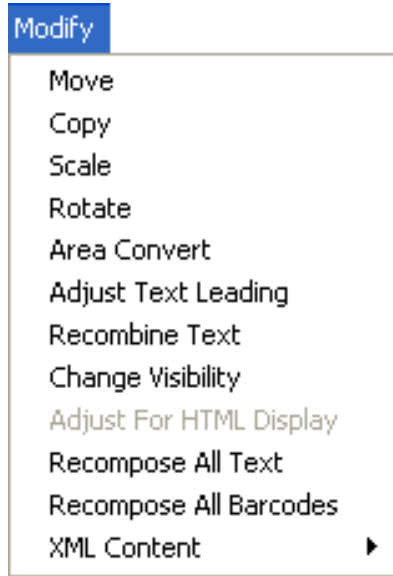 Modify
Move
Copy
Scale
Rotate
Area Convert
Adjust Text Leading
Recombine Text
Change Visibility
Adjust For HTML Display
Recompose All Text
Recompose All Barcodes
XML Content